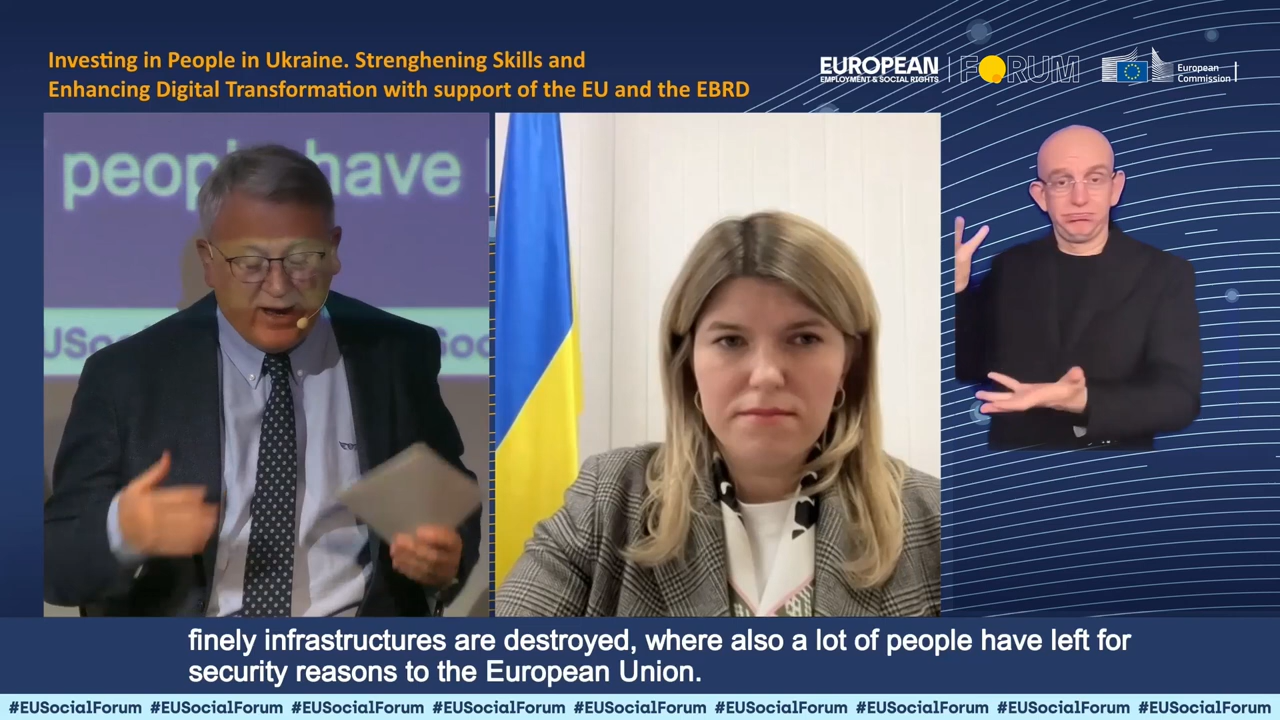 Investing in People in Ukraine. Strenghening Skills and
Enhancing Digital Transformation with support of the EU and the EBRD
EUROPEAN
EMPLOYMENT & SOCIAL RIGHTS
FORUM
European
Commission
people have
USo
Soc
finely infrastructures are destroyed, where also a lot of people have left for
security reasons to the European Union.
#EUSocialForum #EUSocialForum #EUSocialForum #EUSocialForum #EUSocialForum #EUSocialForum #EUSocialForum #EUSocialForum #EUSocialForum